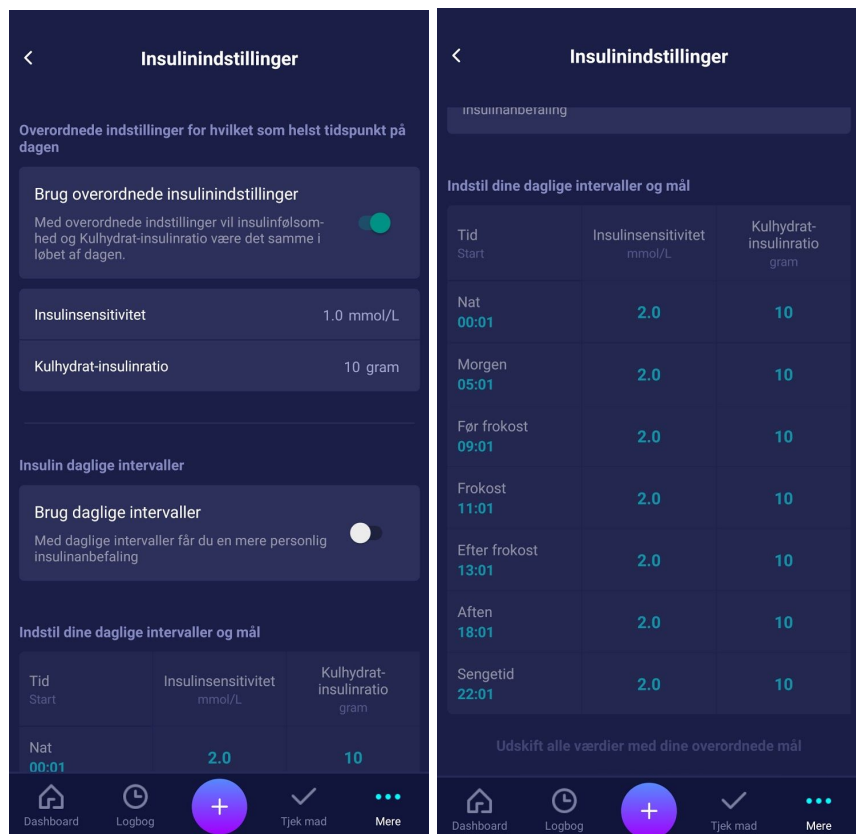 Insulinindstillinger
Overordnede indstillinger for hvilket som helst tidspunkt på
dagen
Brug overordnede insulinindstillinger
Med overordnede indstillinger vil insulinfølsom-
hed og Kulhydrat-insulinratio være det samme i
løbet af dagen.
Insulinsensitivitet 1.0 mmol/L
Kulhydrat-insulinratio 10 gram
Insulin daglige intervaller
Brug daglige intervaller
Med daglige intervaller får du en mere personlig
insulinanbefaling
Indstil dine daglige intervaller og mål
Tid Insulinsensitivitet Kulhydrat-
insulinratio
Start mmol/L gram
Nat
00:01 2.0 10
Dashboard Logbog + Tjek mad Mere
Insulinindstillinger
insulinanbefaling
Indstil dine daglige intervaller og mål
Tid Insulinsensitivitet Kulhydrat-
insulinratio
Start mmol/L gram
Nat
00:01 2.0 10
Morgen
05:01 2.0 10
Før frokost
09:01 2.0 10
Frokost
11:01 2.0 10
Efter frokost
13:01 2.0 10
Aften
18:01 2.0 10
Sengetid
22:01 2.0 10
Udskift alle værdier med dine overordnede mål
Dashboard Logbog + Tjek mad Mere